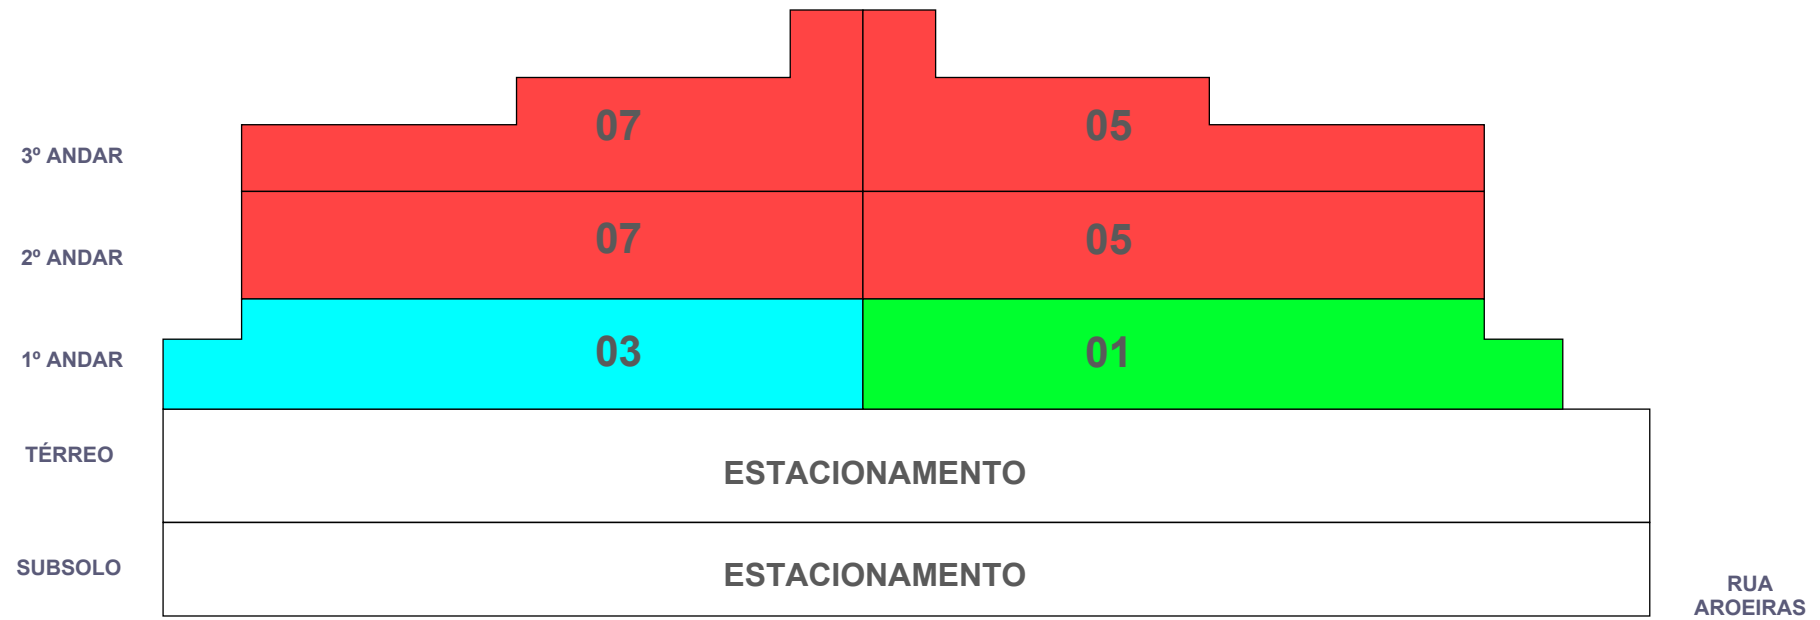 07 05
3º ANDAR
07 05
2º ANDAR
03 01
1º ANDAR
TÉRREO
ESTACIONAMENTO
SUBSOLO
ESTACIONAMENTO
RUA
AROEIRAS